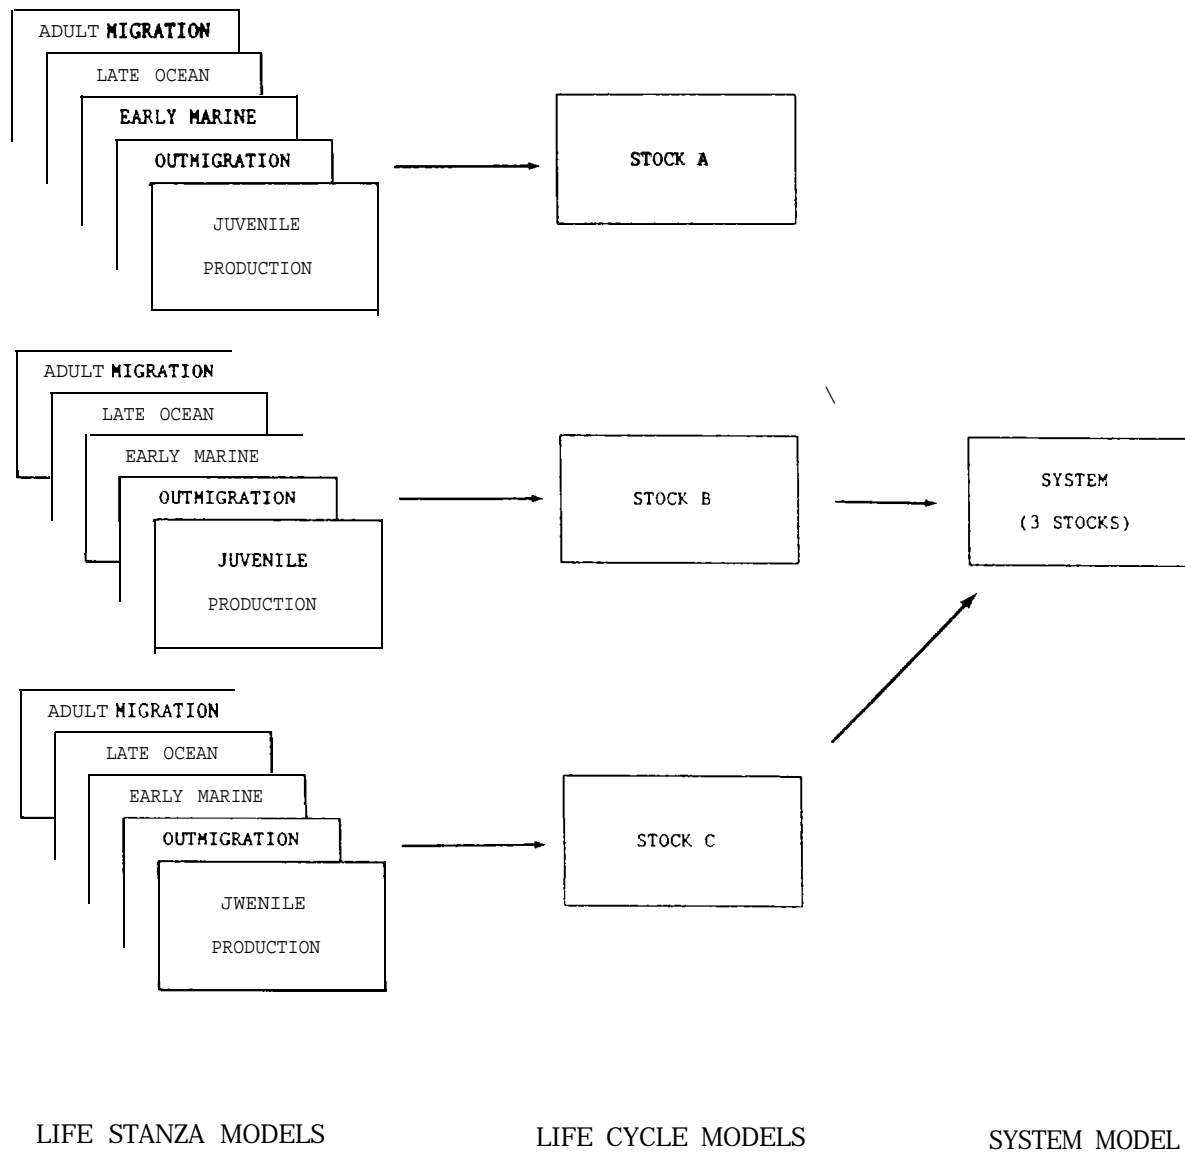 ADULT MIGRATION
LATE OCEAN
EARLY MARINE
OUTMIGRATION
JUVENILE
PRODUCTION
STOCK A
ADULT MIGRATION
LATE OCEAN
EARLY MARINE
OUTMIGRATION
JUVENILE
PRODUCTION
STOCK B
SYSTEM
(3 STOCKS)
ADULT MIGRATION
LATE OCEAN
EARLY MARINE
OUTMIGRATION
JWENILE
PRODUCTION
STOCK C
LIFE STANZA MODELS
LIFE CYCLE MODELS
SYSTEM MODEL